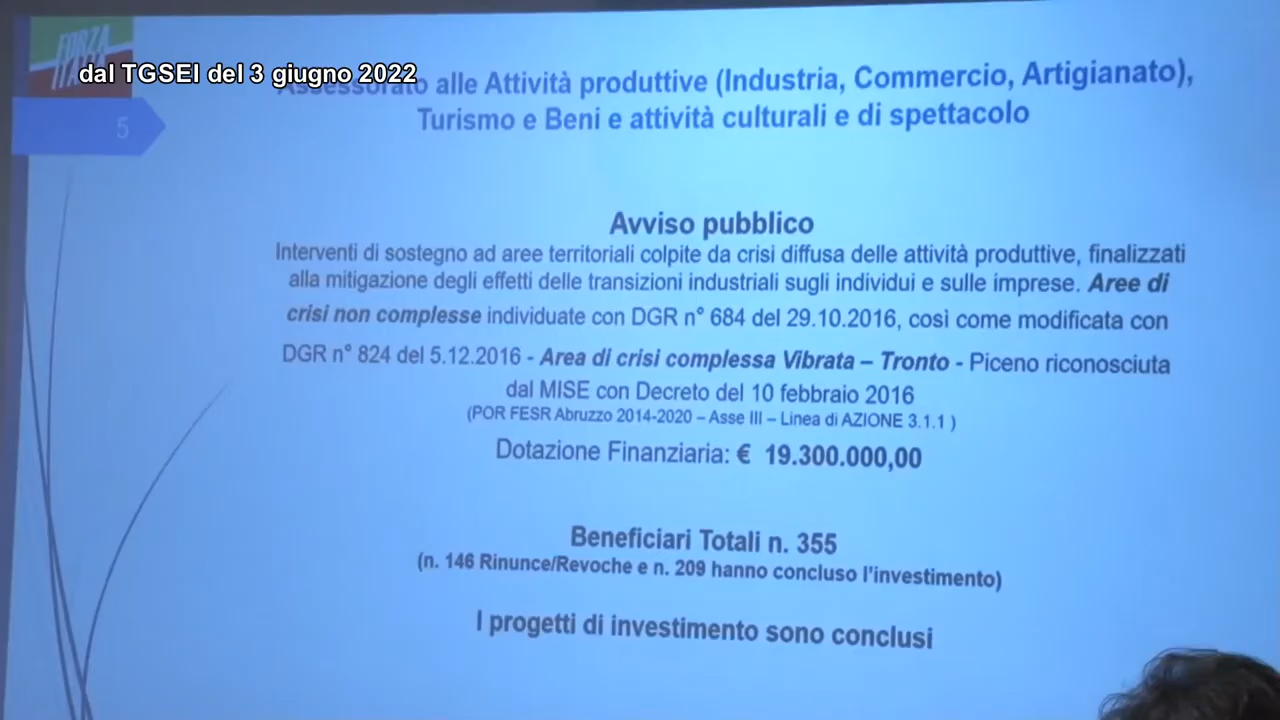 FORZA
ITALIA
dal TGSEI del 3 giugno 2022
Assessorato alle Attività produttive (Industria, Commercio, Artigianato),
Turismo e Beni e attività culturali e di spettacolo
5
Avviso pubblico
Interventi di sostegno ad aree territoriali colpite da crisi diffusa delle attività produttive, finalizzati
alla mitigazione degli effetti delle transizioni industriali sugli individui e sulle imprese. Aree di
crisi non complesse individuate con DGR n° 684 del 29.10.2016, così come modificata con
DGR n° 824 del 5.12.2016 - Area di crisi complessa Vibrata – Tronto - Piceno riconosciuta
dal MISE con Decreto del 10 febbraio 2016
(POR FESR Abruzzo 2014-2020 – Asse III – Linea di AZIONE 3.1.1 )
Dotazione Finanziaria: € 19.300.000,00
Beneficiari Totali n. 355
(n. 146 Rinunce/Revoche e n. 209 hanno concluso l'investimento)
I progetti di investimento sono conclusi